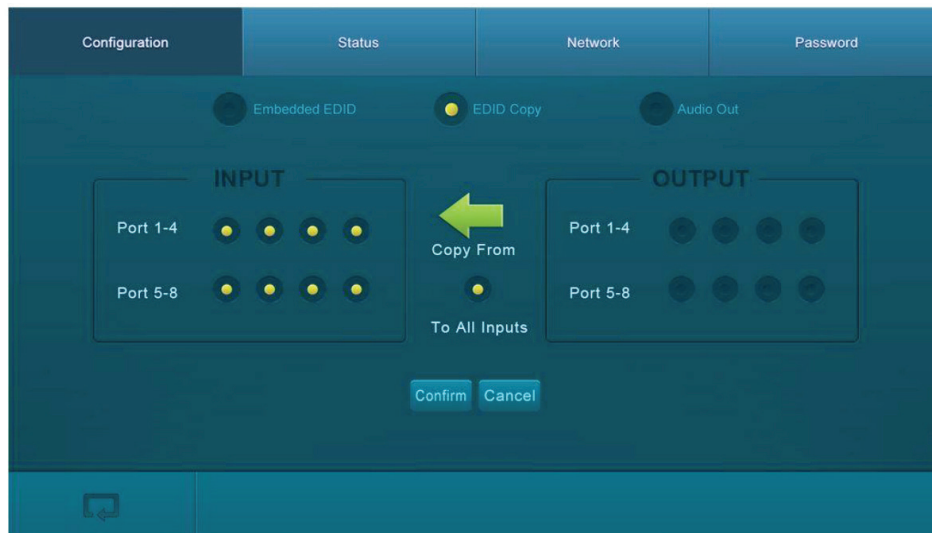 Configuration Status Network Password
Embedded EDID EDID Copy Audio Out
INPUT OUTPUT
Port 1-4 Port 1-4
Copy From
Port 5-8 Port 5-8
To All Inputs
Confirm Cancel